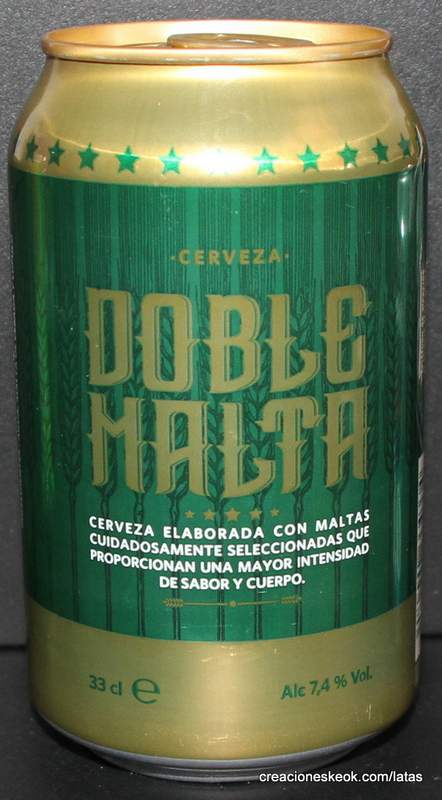 ·CERVEZA·
DOBLE
MALTA
CERVEZA ELABORADA CON MALTAS
CUIDADOSAMENTE SELECCIONADAS QUE
PROPORCIONAN UNA MAYOR INTENSIDAD
DE SABOR Y CUERPO.
33 cl ℮ Alc 7,4 % Vol.
creacioneskeok.com/latas